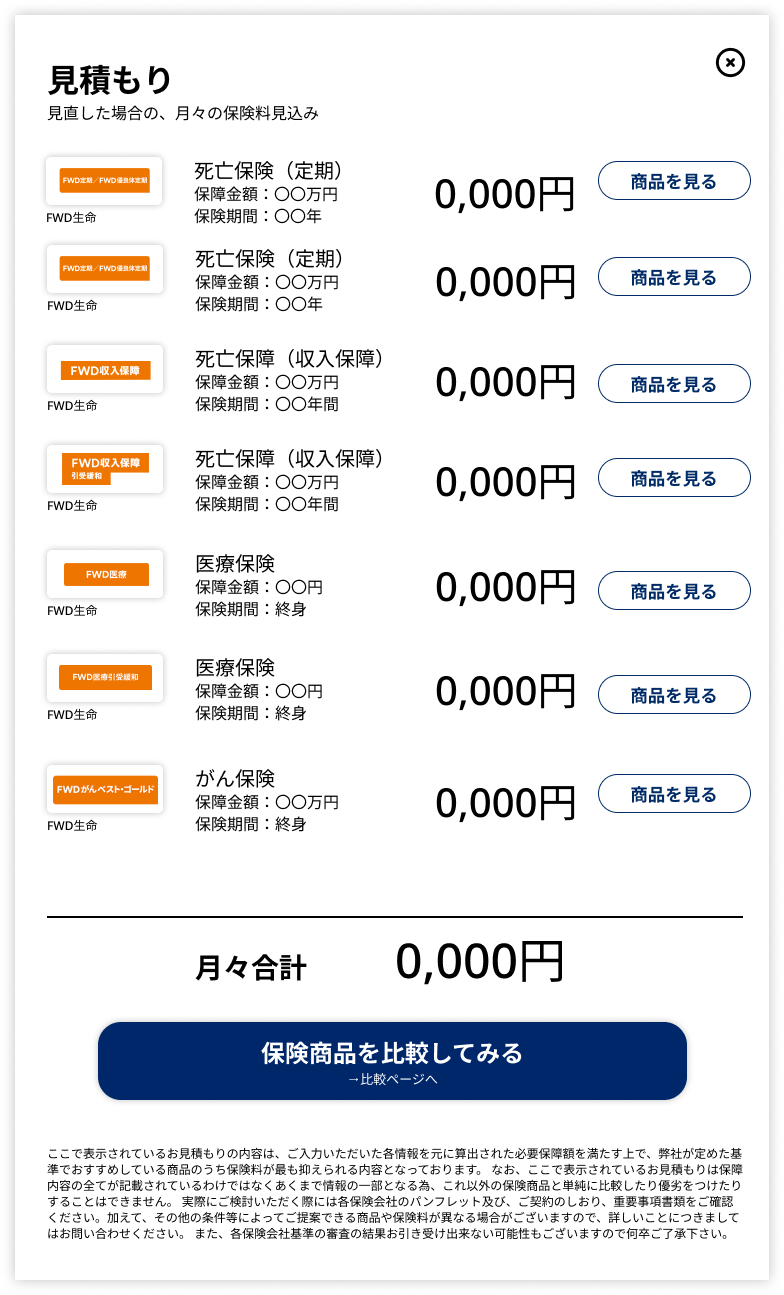 見積もり
見直した場合の、月々の保険料見込み
FWD定期／FWD優良体定期
FWD生命
死亡保険（定期）
保障金額：〇〇万円
保険期間：〇〇年
0,000円
商品を見る
FWD定期／FWD優良体定期
FWD生命
死亡保険（定期）
保障金額：〇〇万円
保険期間：〇〇年
0,000円
商品を見る
FWD収入保障
FWD生命
死亡保障（収入保障）
保障金額：〇〇万円
保険期間：〇〇年間
0,000円
商品を見る
FWD収入保障
引受緩和
FWD生命
死亡保障（収入保障）
保障金額：〇〇万円
保険期間：〇〇年間
0,000円
商品を見る
FWD医療
FWD生命
医療保険
保障金額：〇〇円
保険期間：終身
0,000円
商品を見る
FWD医療引受緩和
FWD生命
医療保険
保障金額：〇〇円
保険期間：終身
0,000円
商品を見る
FWDがんベスト・ゴールド
FWD生命
がん保険
保障金額：〇〇万円
保険期間：終身
0,000円
商品を見る
月々合計
0,000円
保険商品を比較してみる
→比較ページへ
ここで表示されているお見積もりの内容は、ご入力いただいた各情報を元に算出された必要保障額を満たす上で、弊社が定めた基
準でおすすめしている商品のうち保険料が最も抑えられる内容となっております。 なお、ここで表示されているお見積もりは保障
内容の全てが記載されているわけではなくあくまで情報の一部となる為、これ以外の保険商品と単純に比較したり優劣をつけたり
することはできません。 実際にご検討いただく際には各保険会社のパンフレット及び、ご契約のしおり、重要事項書類をご確認
ください。加えて、その他の条件等によってご提案できる商品や保険料が異なる場合がございますので、詳しいことにつきまして
はお問い合わせください。 また、各保険会社基準の審査の結果お引き受け出来ない可能性もございますので何卒ご了承下さい。